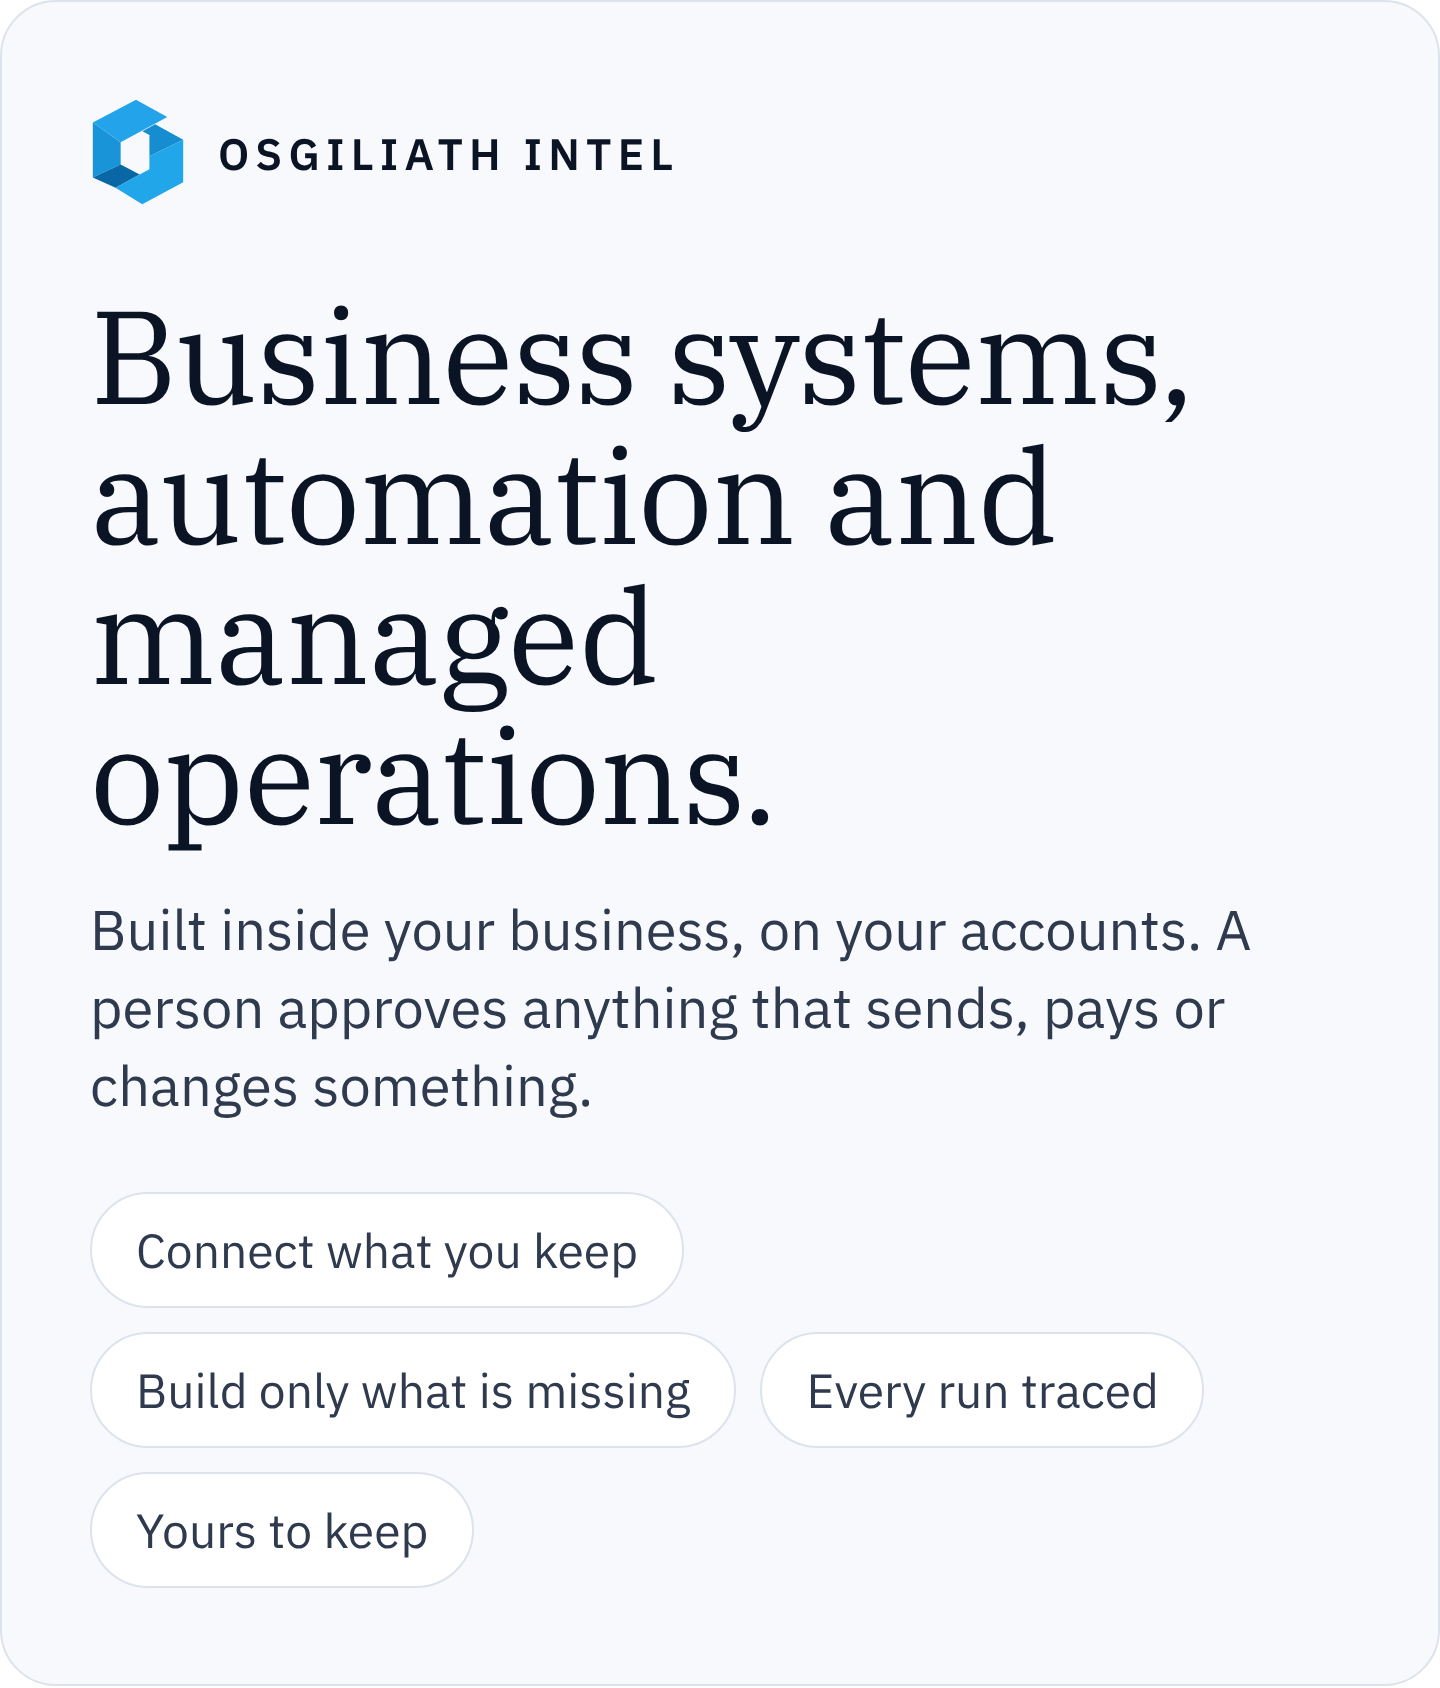 OSGILIATH INTEL
Business systems,
automation and
managed
operations.
Built inside your business, on your accounts. A
person approves anything that sends, pays or
changes something.
Connect what you keep
Build only what is missing
Every run traced
Yours to keep